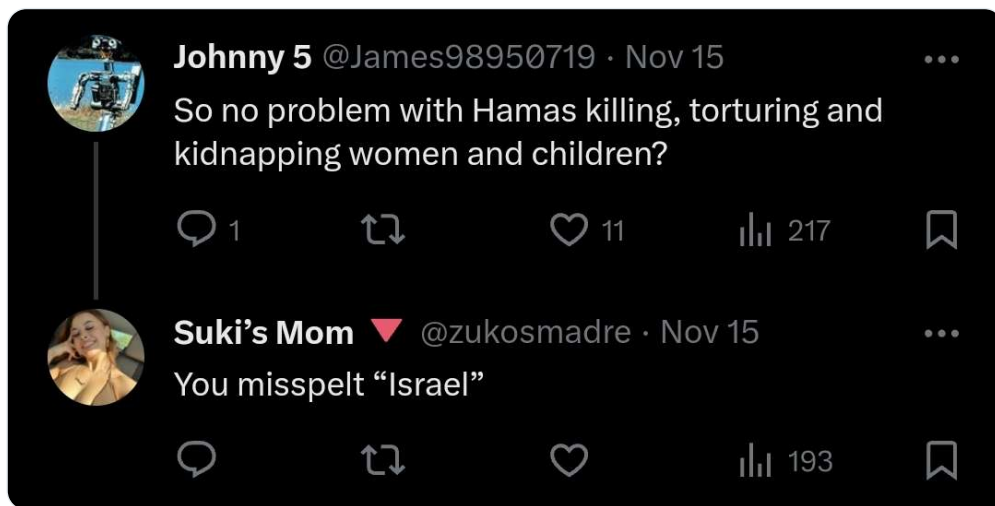 Johnny 5 @James98950719 · Nov 15
So no problem with Hamas killing, torturing and
kidnapping women and children?
1 11 217
Suki’s Mom 🔻 @zukosmadre · Nov 15
You misspelt “Israel”
193